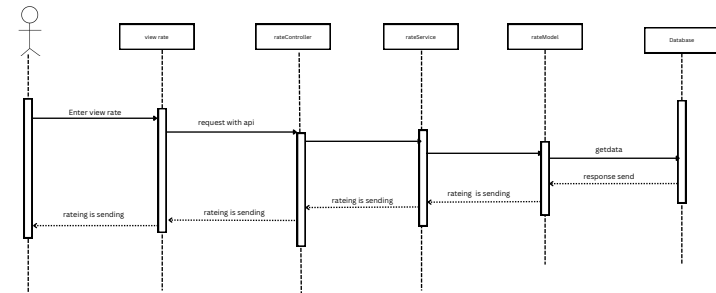 view rate
rateController
rateService
rateModel
Database
Enter view rate
request with api
getdata
response send
rateing is sending
rateing is sending
rateing is sending
rateing is sending